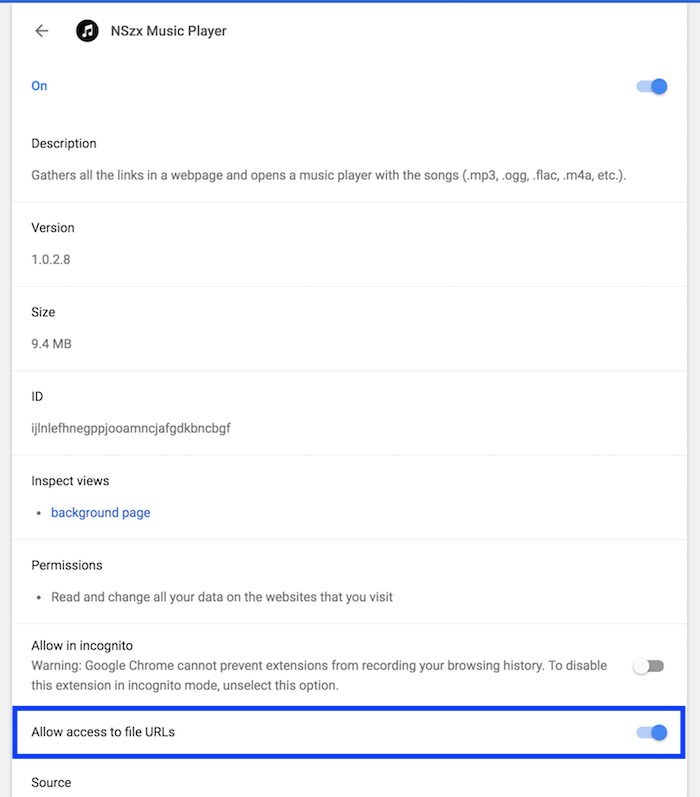 NSzx Music Player
On
Description
Gathers all the links in a webpage and opens a music player with the songs (.mp3, .ogg, .flac, .m4a, etc.).
Version
1.0.2.8
Size
9.4 MB
ID
ijlnlefhnegppjooamncjafgdkbncbgf
Inspect views
• background page
Permissions
• Read and change all your data on the websites that you visit
Allow in incognito
Warning: Google Chrome cannot prevent extensions from recording your browsing history. To disable
this extension in incognito mode, unselect this option.
Allow access to file URLs
Source